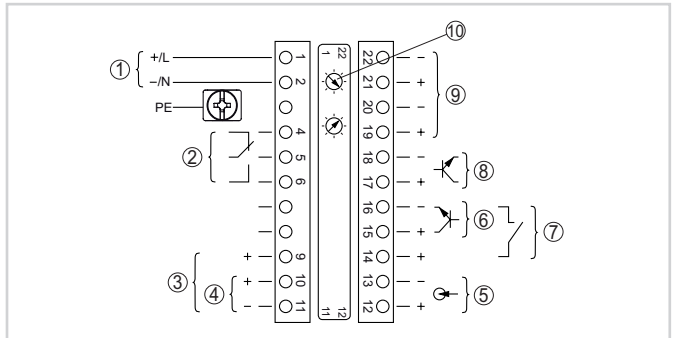 1 22
⑩
① +/L 1 22 −
−/N 2 21 + ⑨
PE 20 −
4 19 +
② 5 18 − ⑧
6 17 +
16 − ⑥ ⑦
15 +
+ 9 14 +
③ ④ + 10 13 − ⑤
− 11 12 +
11 12